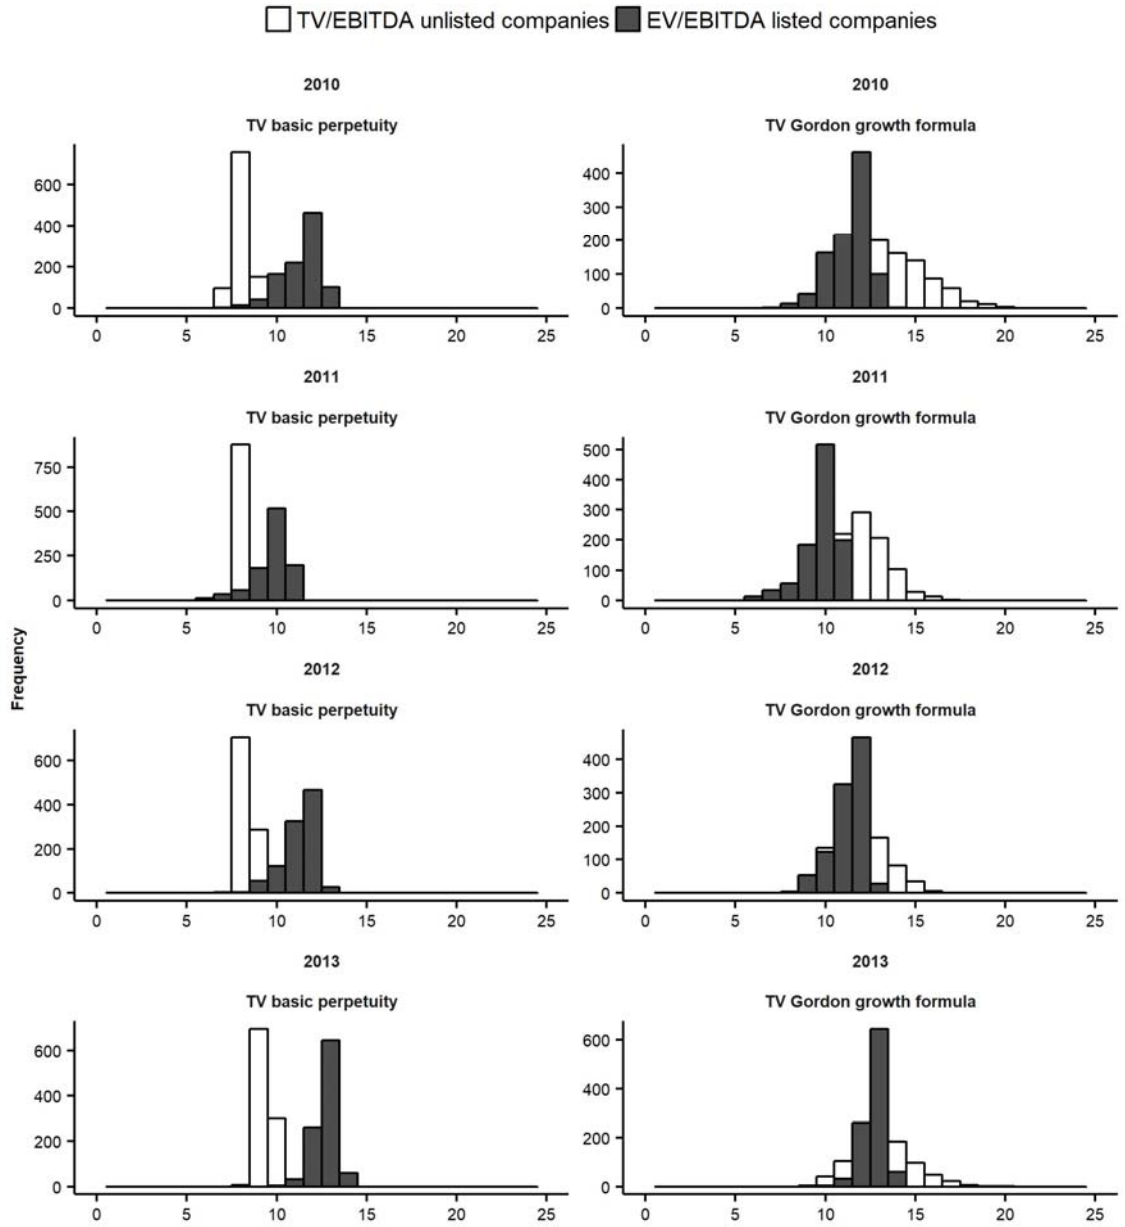 TV/EBITDA unlisted companies EV/EBITDA listed companies
2010 2010
TV basic perpetuity TV Gordon growth formula
600 400
400 300
200 200
0 100
0
0 5 10 15 20 25 0 5 10 15 20 25
2011 2011
TV basic perpetuity TV Gordon growth formula
750 500
500 400
250 300
0 200
100
0
0 5 10 15 20 25 0 5 10 15 20 25
Frequency
2012 2012
TV basic perpetuity TV Gordon growth formula
600 400
400 300
200 200
0 100
0
0 5 10 15 20 25 0 5 10 15 20 25
2013 2013
TV basic perpetuity TV Gordon growth formula
600 600
400 400
200 200
0 0
0 5 10 15 20 25 0 5 10 15 20 25